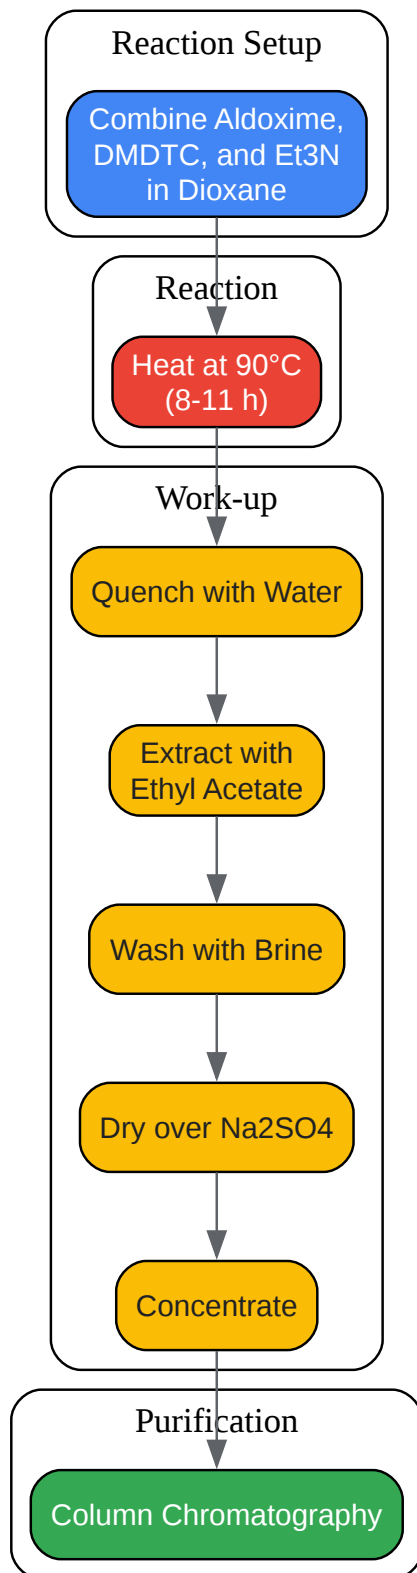 Reaction Setup
Combine Aldoxime,
DMDTC, and Et3N
in Dioxane
Reaction
Heat at 90°C
(8-11 h)
Work-up
Quench with Water
Extract with
Ethyl Acetate
Wash with Brine
Dry over Na2SO4
Concentrate
Purification
Column Chromatography